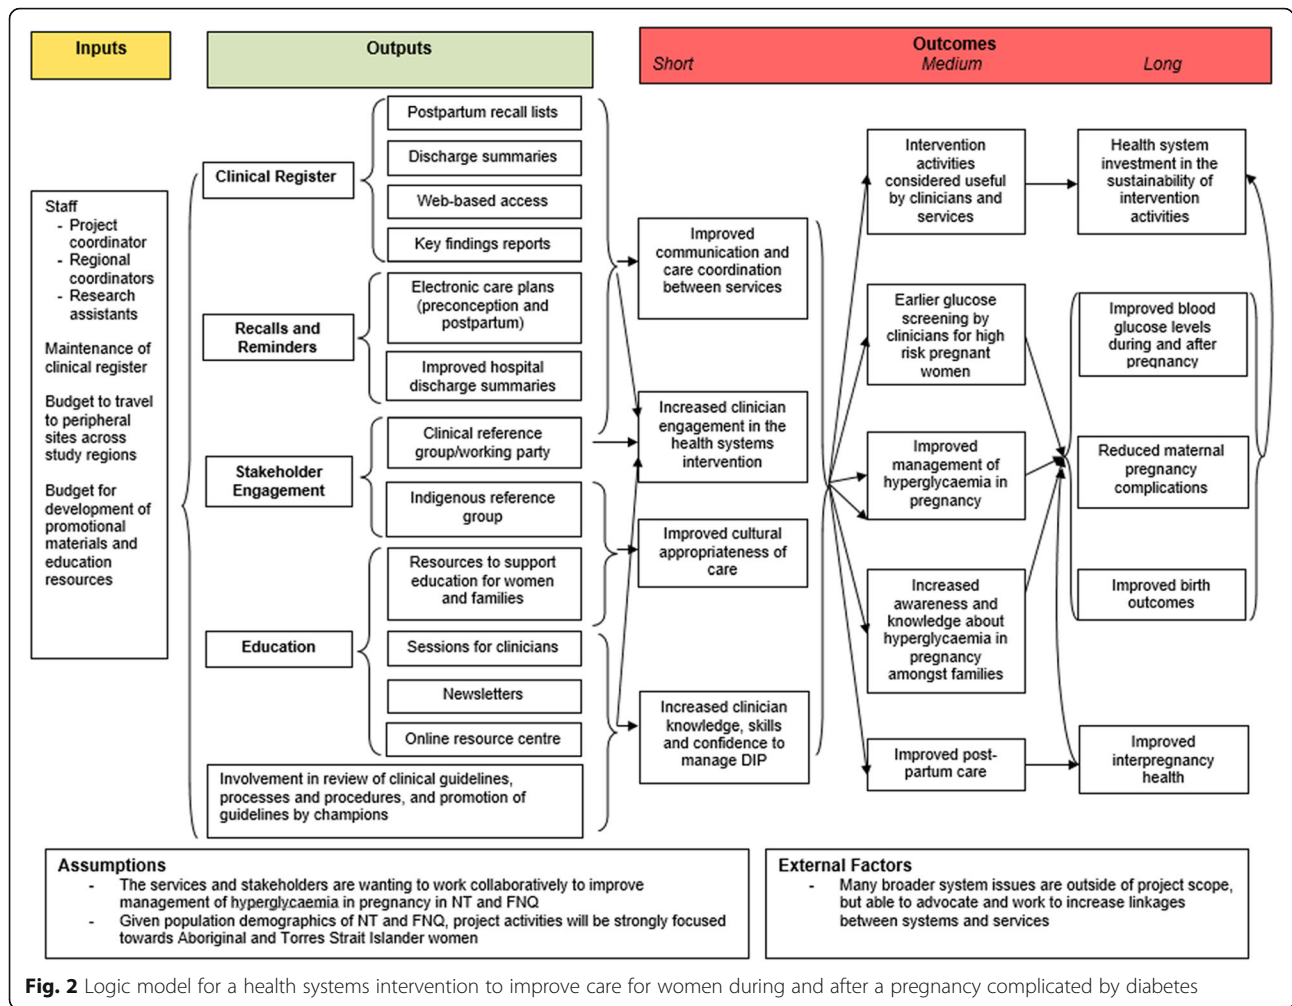 Inputs
Outputs
Outcomes
Short
Medium
Long
Staff
- Project
coordinator
- Regional
coordinators
- Research
assistants
Maintenance of
clinical register
Budget to travel
to peripheral
sites across
study regions
Budget for
development of
promotional
materials and
education
resources
Clinical Register
Recalls and
Reminders
Stakeholder
Engagement
Education
Postpartum recall lists
Discharge summaries
Web-based access
Key findings reports
Electronic care plans
(preconception and
postpartum)
Improved hospital
discharge summaries
Clinical reference
group/working party
Indigenous reference
group
Resources to support
education for women
and families
Sessions for clinicians
Newsletters
Online resource centre
Involvement in review of clinical guidelines,
processes and procedures, and promotion of
guidelines by champions
Improved
communication and
care coordination
between services
Increased clinician
engagement in the
health systems
intervention
Improved cultural
appropriateness of
care
Increased clinician
knowledge, skills
and confidence to
manage DIP
Intervention
activities
considered useful
by clinicians and
services
Earlier glucose
screening by
clinicians for high
risk pregnant
women
Improved
management of
hyperglycaemia in
pregnancy
Increased
awareness and
knowledge about
hyperglycaemia in
pregnancy
amongst families
Improved post-
partum care
Health system
investment in the
sustainability of
intervention
activities
Improved blood
glucose levels
during and after
pregnancy
Reduced maternal
pregnancy
complications
Improved birth
outcomes
Improved
interpregnancy
health
Assumptions
- The services and stakeholders are wanting to work collaboratively to improve
management of hyperglycaemia in pregnancy in NT and FNQ
- Given population demographics of NT and FNQ, project activities will be strongly focused
towards Aboriginal and Torres Strait Islander women
External Factors
- Many broader system issues are outside of project scope,
but able to advocate and work to increase linkages
between systems and services
Fig. 2 Logic model for a health systems intervention to improve care for women during and after a pregnancy complicated by diabetes